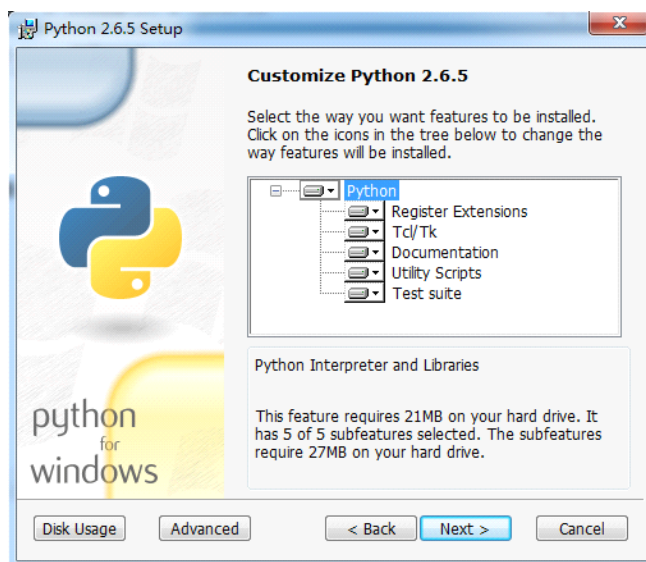 Python 2.6.5 Setup
Customize Python 2.6.5
Select the way you want features to be installed.
Click on the icons in the tree below to change the
way features will be installed.
Python
Register Extensions
Tcl/Tk
Documentation
Utility Scripts
Test suite
Python Interpreter and Libraries
This feature requires 21MB on your hard drive. It
has 5 of 5 subfeatures selected. The subfeatures
require 27MB on your hard drive.
python
for
windows
Disk Usage
Advanced
< Back
Next >
Cancel